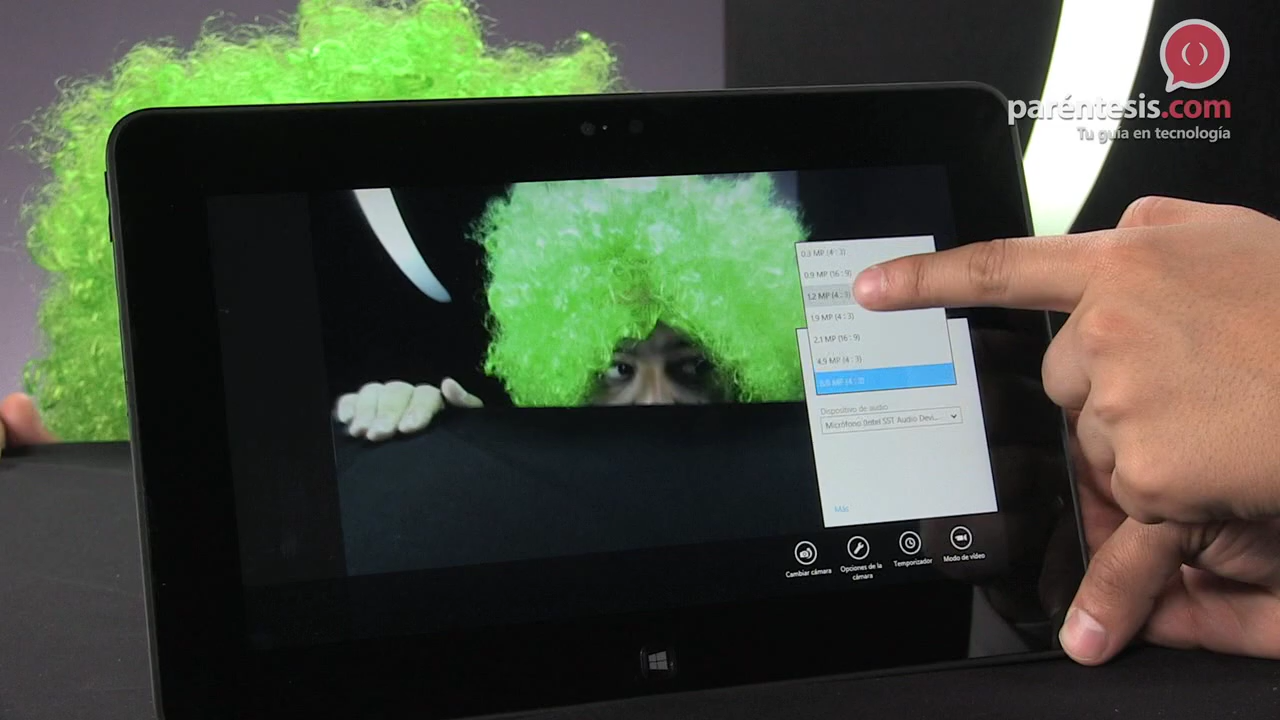 paréntesis.com
Tu guía en tecnología
0.3 MP (4 : 3)
0.9 MP (16 : 9)
1.2 MP (4 : 3)
1.9 MP (4 : 3)
2.1 MP (16 : 9)
4.9 MP (4 : 3)
Dispositivo de audio
Micrófono (Intel SST Audio Devi...
Más
Cambiar cámara
Opciones de la cámara
Temporizador
Modo de vídeo